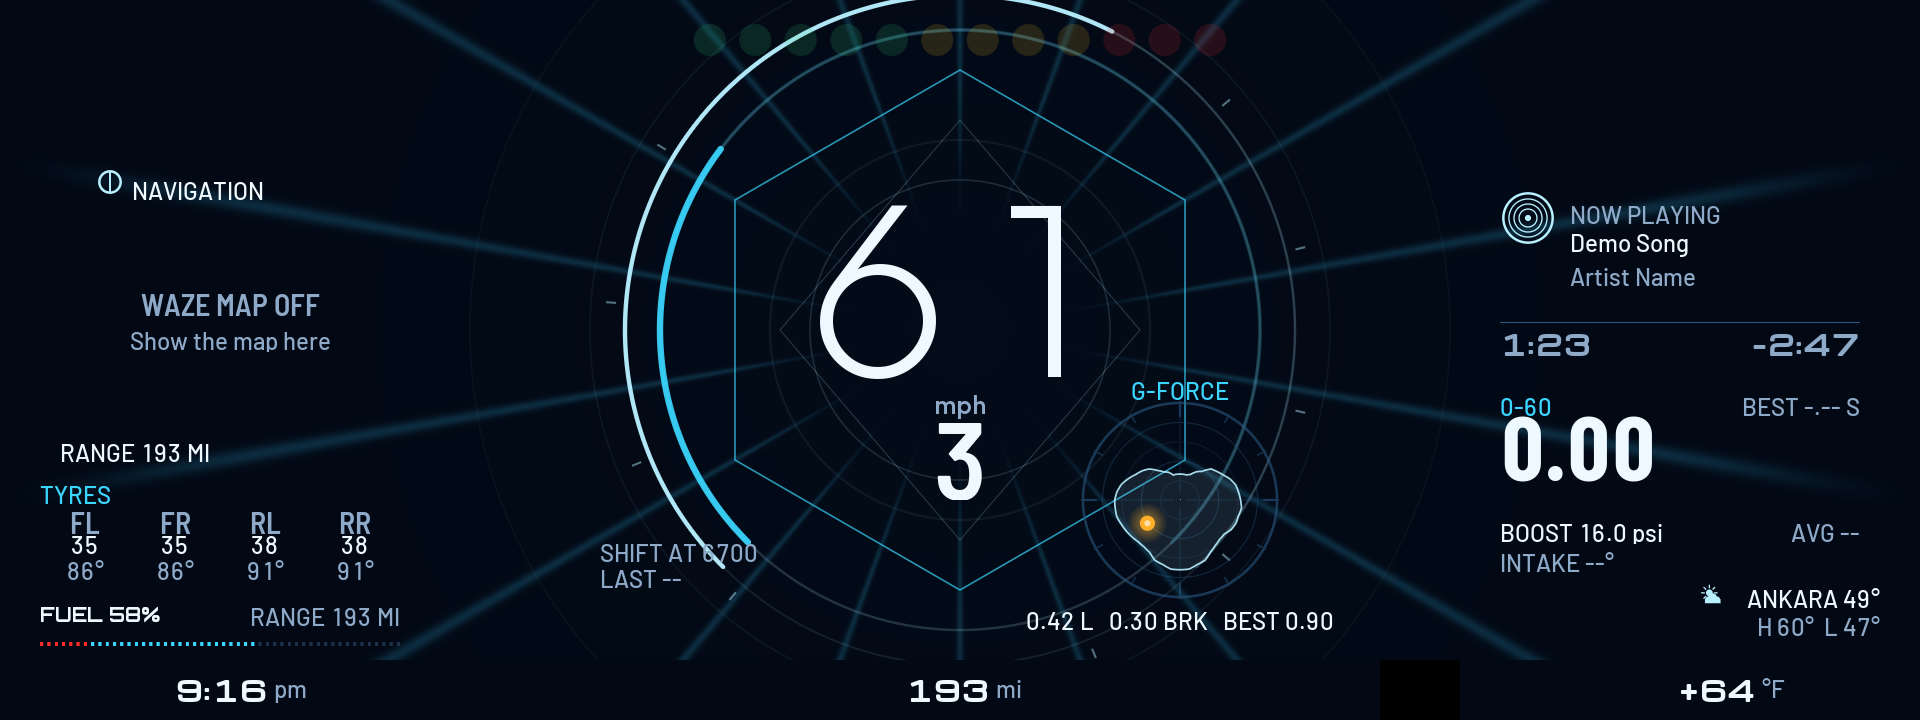 NAVIGATION
WAZE MAP OFF
Show the map here
RANGE 193 MI
TYRES
FL FR RL RR
35 35 38 38
86° 86° 91° 91°
FUEL 58% RANGE 193 MI
9:16 pm
61
mph
3
SHIFT AT 6700
LAST --
G-FORCE
0.42 L 0.30 BRK BEST 0.90
193 mi
NOW PLAYING
Demo Song
Artist Name
1:23 -2:47
0-60 BEST -.-- S
0.00
BOOST 16.0 psi AVG --
INTAKE --°
ANKARA 49°
H 60° L 47°
+64 °F